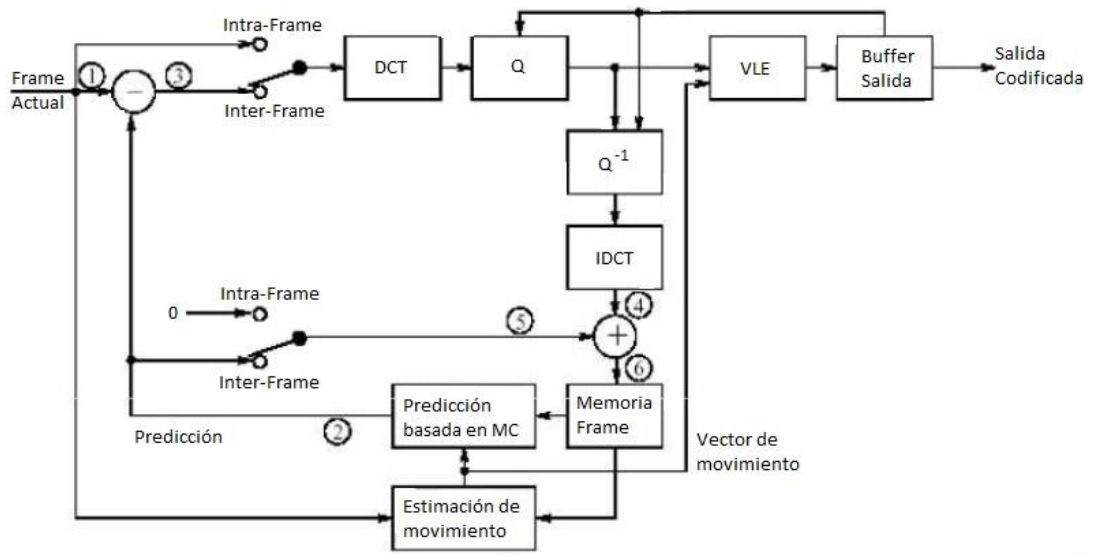 Intra-Frame
Frame
Actual
1
3
−
Inter-Frame
DCT
Q
VLE
Buffer
Salida
Salida
Codificada
Q-1
IDCT
4
Intra-Frame
0
5
+
Inter-Frame
6
Predicción
2
Predicción
basada en MC
Memoria
Frame
Vector de
movimiento
Estimación de
movimiento